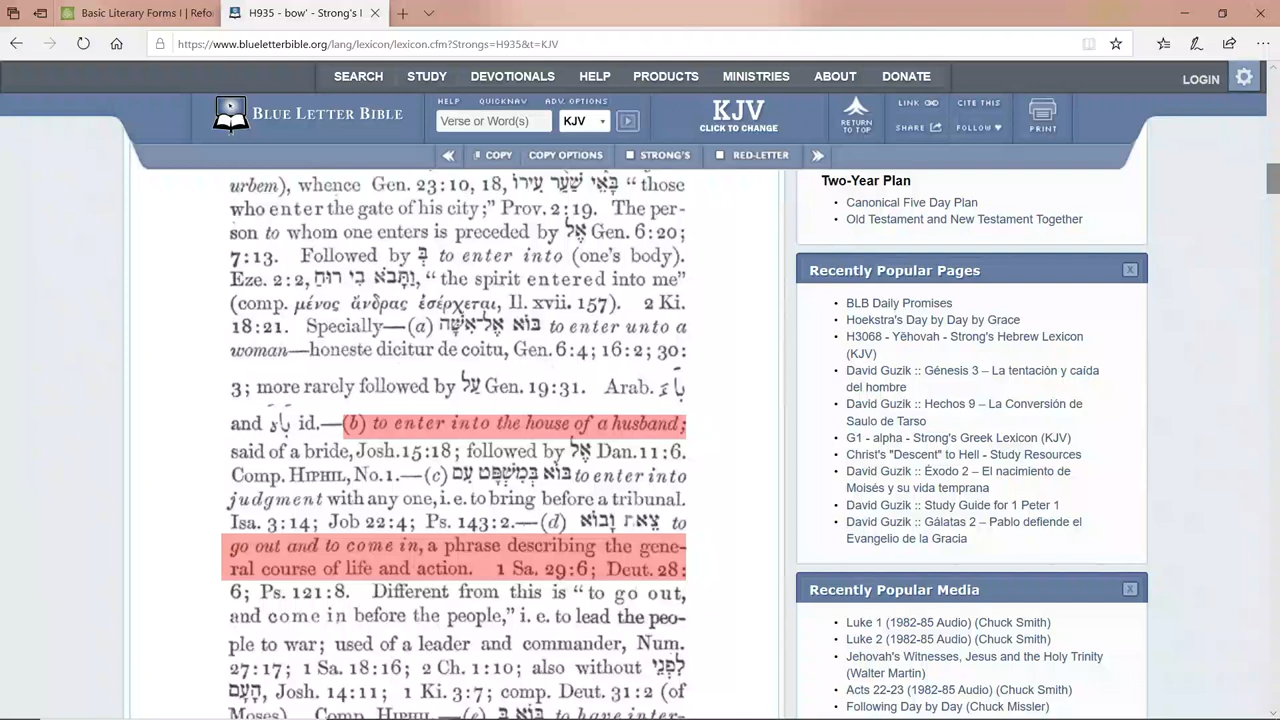 Basic Literary Forms I | Refo
H935 - bow' - Strong's I
https://www.blueletterbible.org/lang/lexicon/lexicon.cfm?Strongs=H935&t=KJV
SEARCH STUDY DEVOTIONALS HELP PRODUCTS MINISTRIES ABOUT DONATE
LOGIN
BLUE LETTER BIBLE
HELP QUICKNAV ADV. OPTIONS
Verse or Word(s) KJV
KJV
CLICK TO CHANGE
RETURN
TO TOP
LINK CITE THIS
SHARE FOLLOW
PRINT
COPY COPY OPTIONS STRONG'S RED-LETTER
urbem), whence Gen. 23:10, 18, בָּאֵי שַׁעַר עִירוֹ "those
who enter the gate of his city;" Prov. 2:19. The per-
son to whom one enters is preceded by אֶל Gen. 6:20;
7:13. Followed by בְּ to enter into (one's body).
Eze. 2:2, וַתָּבֹא בִי רוּחַ, "the spirit entered into me"
(comp. μένος ἄνδρας ἐσέρχεται, Il. xvii. 157). 2 Ki.
18:21. Specially—(a) בּוֹא אֶל־אִשָּׁה to enter unto a
woman—honeste dicitur de coitu, Gen. 6:4; 16:2; 30:
3; more rarely followed by עַל Gen. 19:31. Arab.
and id.—(b) to enter into the house of a husband;
said of a bride, Josh. 15:18; followed by אֶל Dan. 11:6.
Comp. HIPHIL, No. 1.—(c) בּוֹא בְּמִשְׁפָּט עִם to enter into
judgment with any one, i.e. to bring before a tribunal.
Isa. 3:14; Job 22:4; Ps. 143:2.—(d) צֵאת וָבוֹא to
go out and to come in, a phrase describing the gene-
ral course of life and action. 1 Sa. 29:6; Deut. 28:
6; Ps. 121:8. Different from this is "to go out,
and come in before the people," i.e. to lead the peo-
ple to war; used of a leader and commander, Num.
27:17; 1 Sa. 18:16; 2 Ch. 1:10; also without לִפְנֵי
הָעָם, Josh. 14:11; 1 Ki. 3:7; comp. Deut. 31:2 (of
Moses). Comp. HIPHIL.—(e) בּוֹא בְּ to have inter-
Two-Year Plan
Canonical Five Day Plan
Old Testament and New Testament Together
Recently Popular Pages
BLB Daily Promises
Hoekstra's Day by Day by Grace
H3068 - Yĕhovah - Strong's Hebrew Lexicon
(KJV)
David Guzik :: Génesis 3 – La tentación y caída
del hombre
David Guzik :: Hechos 9 – La Conversión de
Saulo de Tarso
G1 - alpha - Strong's Greek Lexicon (KJV)
Christ's "Descent" to Hell - Study Resources
David Guzik :: Éxodo 2 – El nacimiento de
Moisés y su vida temprana
David Guzik :: Study Guide for 1 Peter 1
David Guzik :: Gálatas 2 – Pablo defiende el
Evangelio de la Gracia
Recently Popular Media
Luke 1 (1982-85 Audio) (Chuck Smith)
Luke 2 (1982-85 Audio) (Chuck Smith)
Jehovah's Witnesses, Jesus and the Holy Trinity
(Walter Martin)
Acts 22-23 (1982-85 Audio) (Chuck Smith)
Following Day by Day (Chuck Missler)